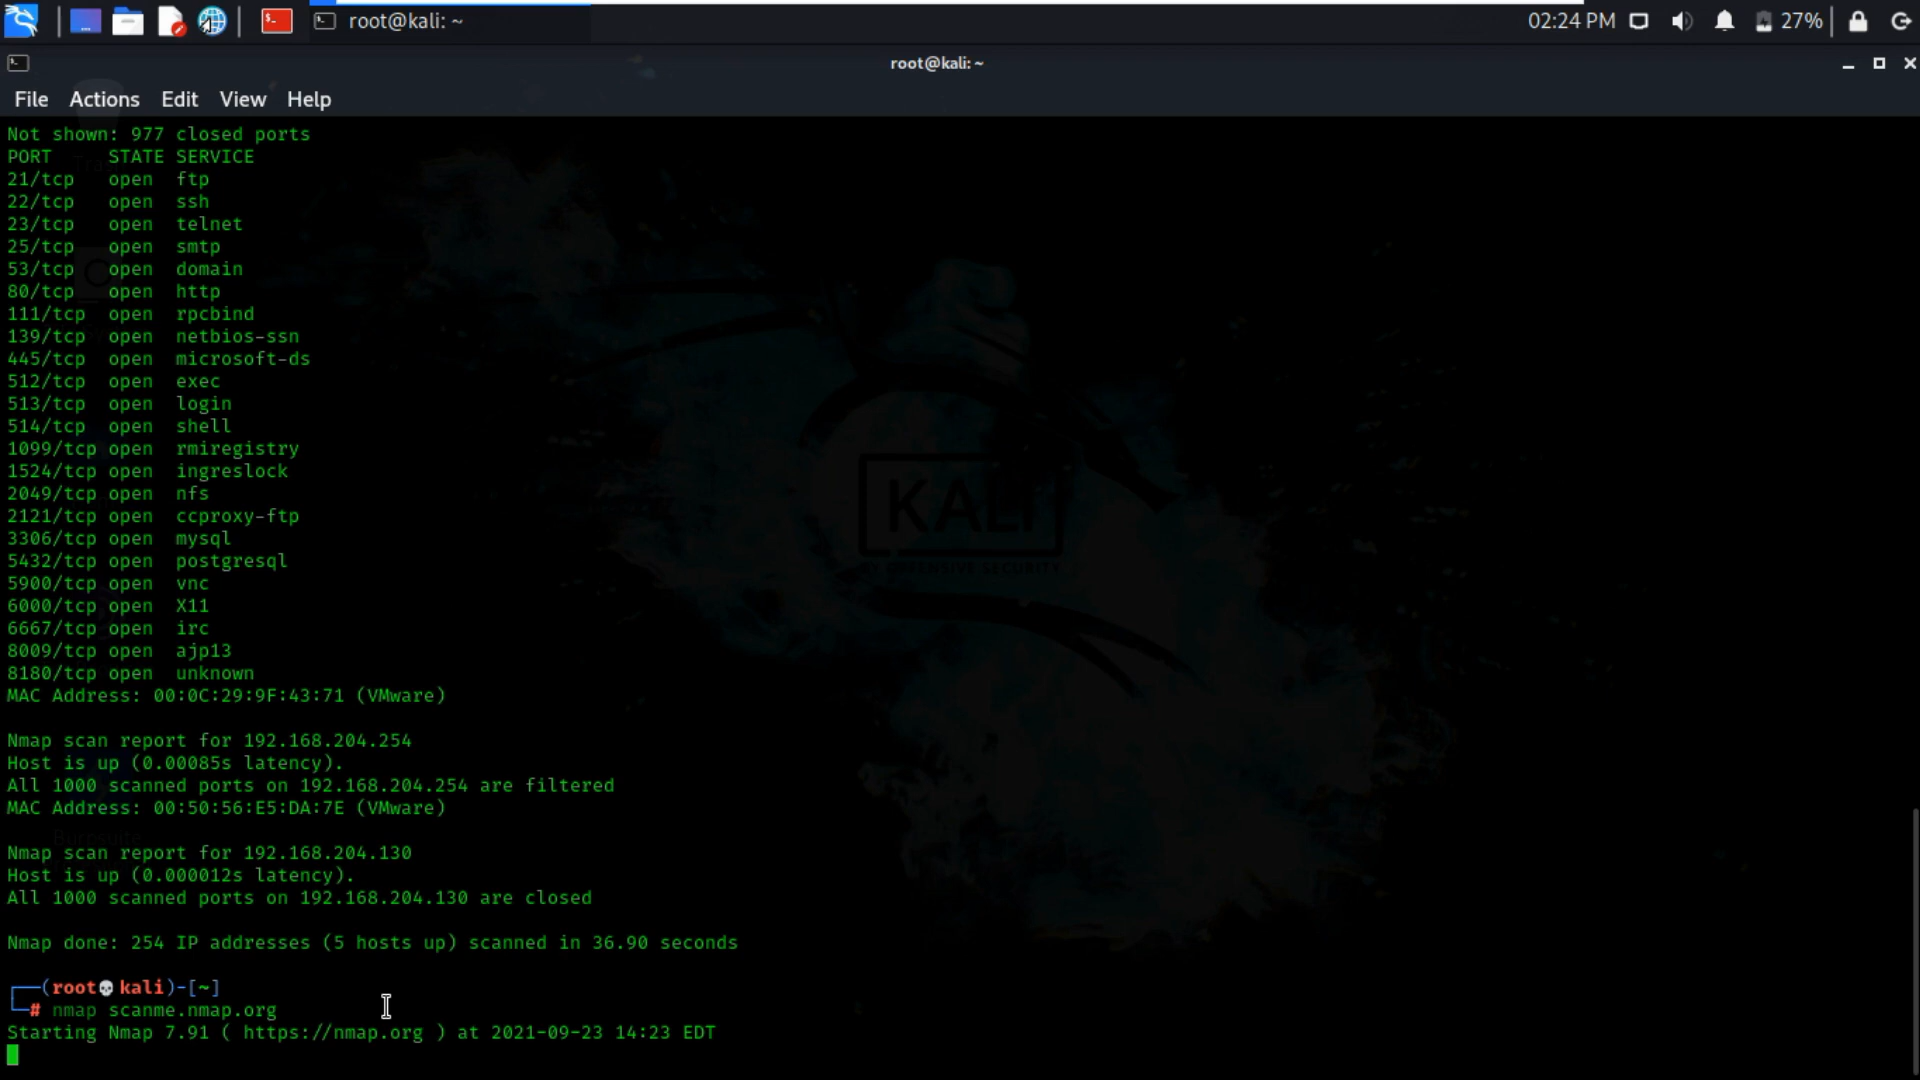 root@kali: ~
02:24 PM
27%
root@kali: ~
File Actions Edit View Help
Not shown: 977 closed ports
PORT STATE SERVICE
21/tcp open ftp
22/tcp open ssh
23/tcp open telnet
25/tcp open smtp
53/tcp open domain
80/tcp open http
111/tcp open rpcbind
139/tcp open netbios-ssn
445/tcp open microsoft-ds
512/tcp open exec
513/tcp open login
514/tcp open shell
1099/tcp open rmiregistry
1524/tcp open ingreslock
2049/tcp open nfs
2121/tcp open ccproxy-ftp
3306/tcp open mysql
5432/tcp open postgresql
5900/tcp open vnc
6000/tcp open X11
6667/tcp open irc
8009/tcp open ajp13
8180/tcp open unknown
MAC Address: 00:0C:29:9F:43:71 (VMware)
Nmap scan report for 192.168.204.254
Host is up (0.00085s latency).
All 1000 scanned ports on 192.168.204.254 are filtered
MAC Address: 00:50:56:E5:DA:7E (VMware)
Nmap scan report for 192.168.204.130
Host is up (0.000012s latency).
All 1000 scanned ports on 192.168.204.130 are closed
Nmap done: 254 IP addresses (5 hosts up) scanned in 36.90 seconds
(root💀kali)-[~]
# nmap scanme.nmap.org
Starting Nmap 7.91 ( https://nmap.org ) at 2021-09-23 14:23 EDT
KALI
BY OFFENSIVE SECURITY
Burpsuite